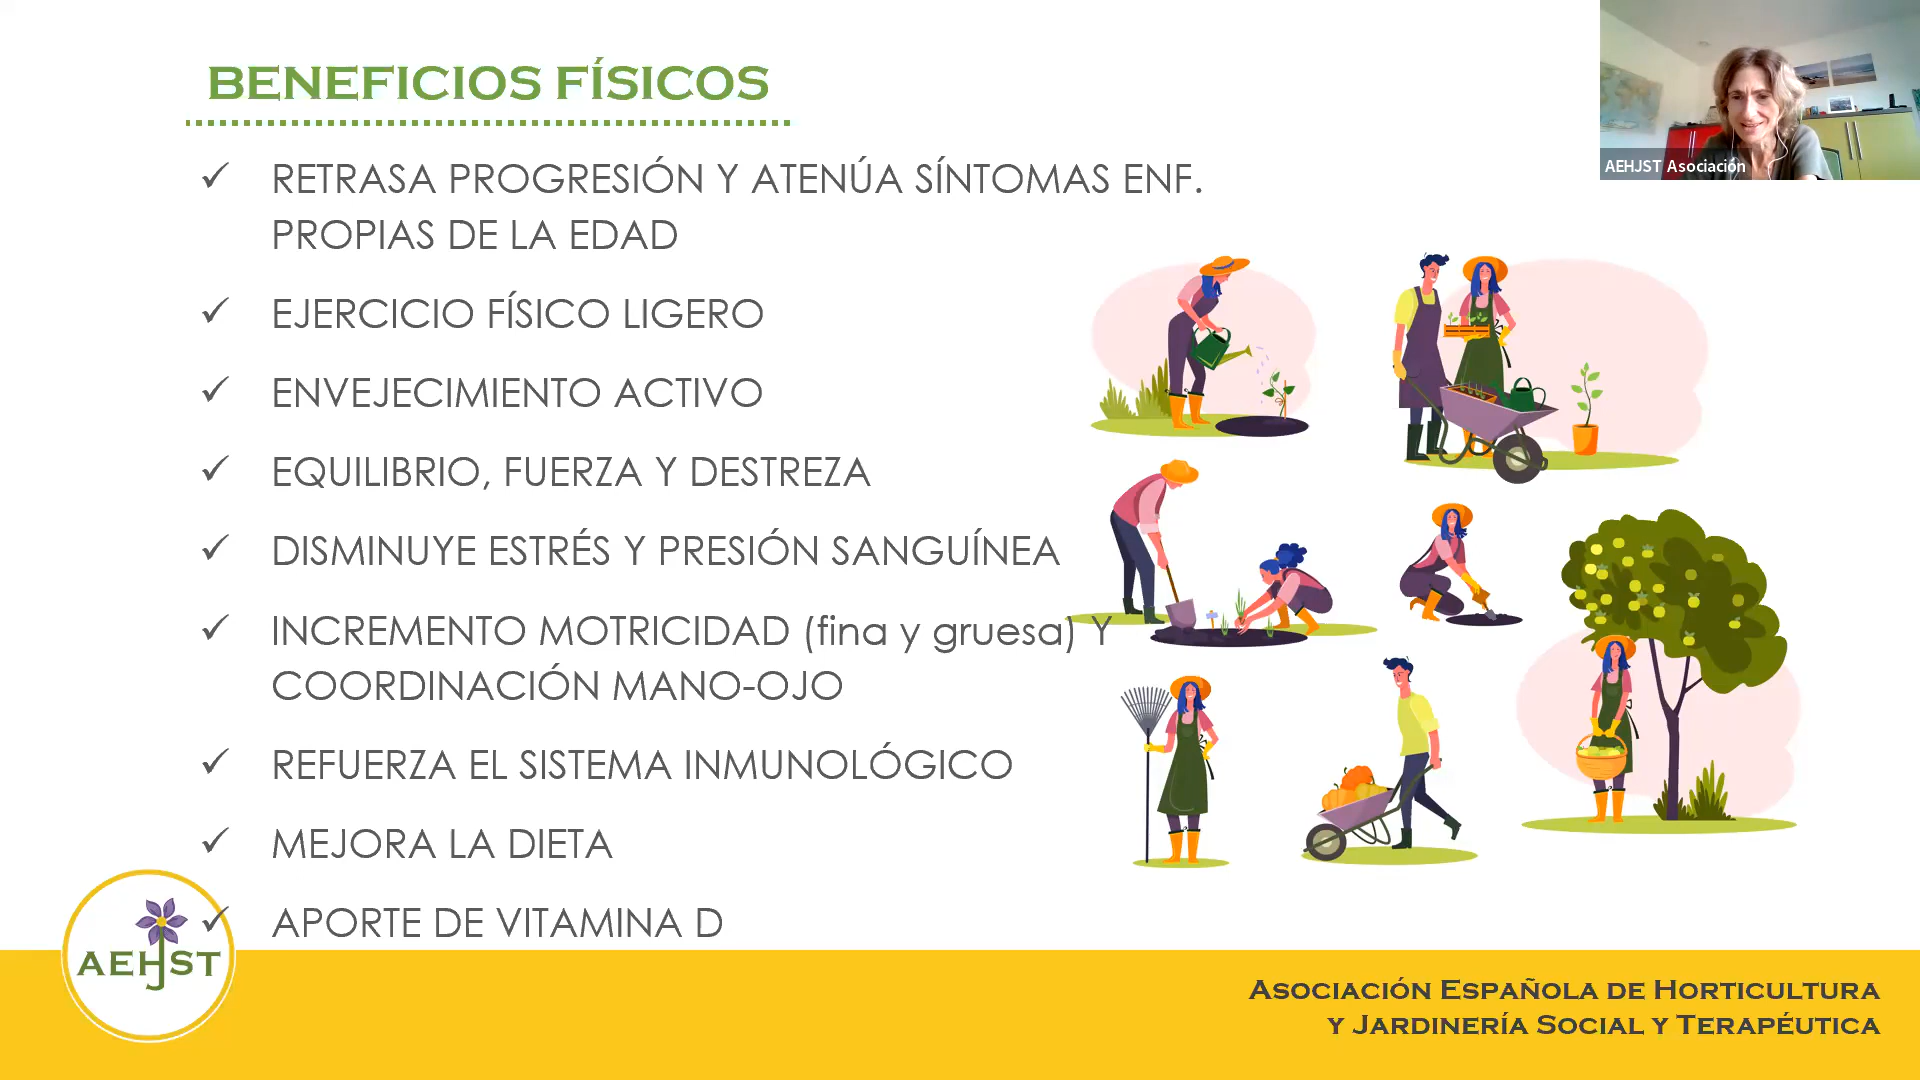 BENEFICIOS FÍSICOS
AEHJST Asociación
✓ RETRASA PROGRESIÓN Y ATENÚA SÍNTOMAS ENF.
PROPIAS DE LA EDAD
✓ EJERCICIO FÍSICO LIGERO
✓ ENVEJECIMIENTO ACTIVO
✓ EQUILIBRIO, FUERZA Y DESTREZA
✓ DISMINUYE ESTRÉS Y PRESIÓN SANGUÍNEA
✓ INCREMENTO MOTRICIDAD (fina y gruesa) Y
COORDINACIÓN MANO-OJO
✓ REFUERZA EL SISTEMA INMUNOLÓGICO
✓ MEJORA LA DIETA
✓ APORTE DE VITAMINA D
AEHJST
ASOCIACIÓN ESPAÑOLA DE HORTICULTURA
Y JARDINERÍA SOCIAL Y TERAPÉUTICA